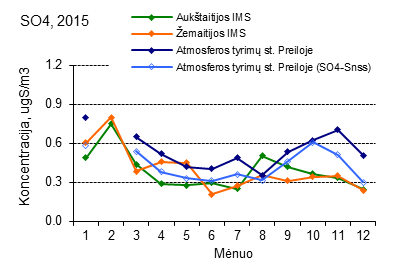 SO4, 2015
Aukštaitijos IMS
Žemaitijos IMS
Atmosferos tyrimų st. Preiloje
Atmosferos tyrimų st. Preiloje (SO4-Snss)
Koncentracija, ugS/m3
1.2
0.9
0.6
0.3
0.0
1 2 3 4 5 6 7 8 9 10 11 12
Mėnuo